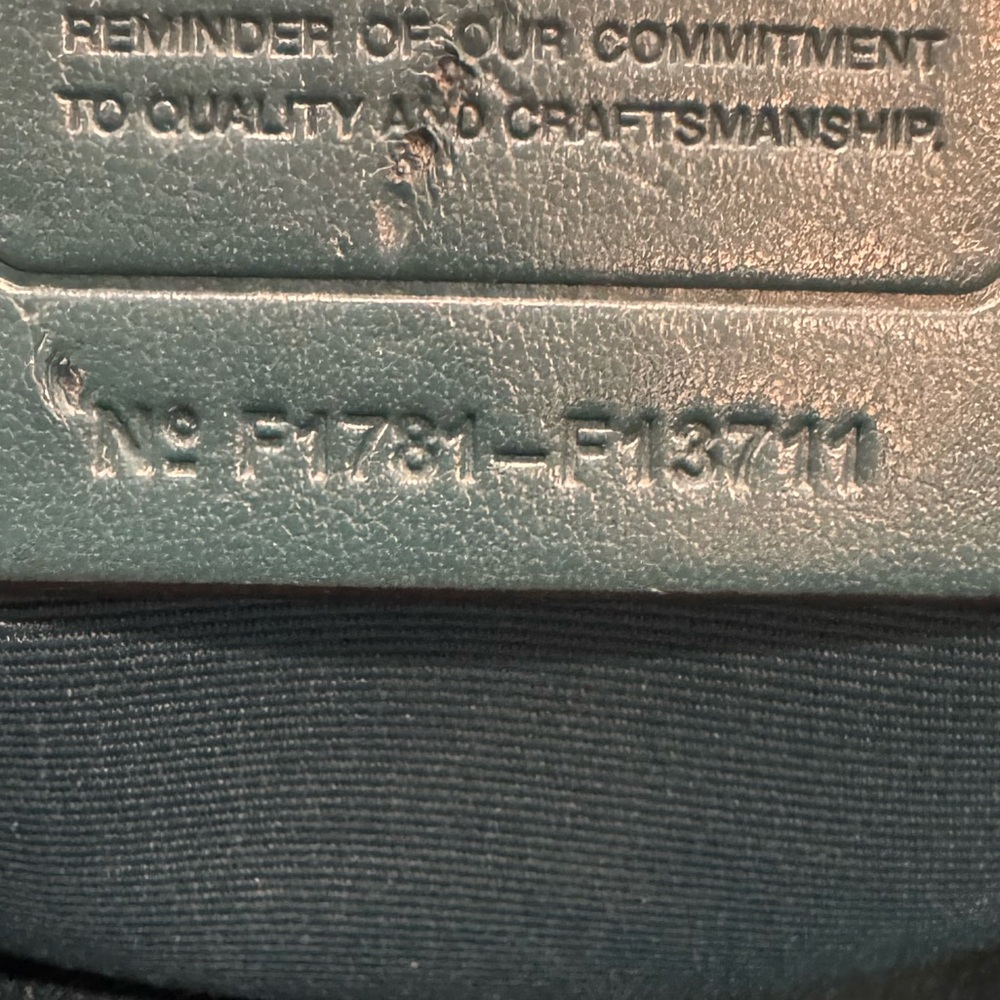 REMINDER OF OUR COMMITMENT
TO QUALITY AND CRAFTSMANSHIP.
Nº F1781-F13711